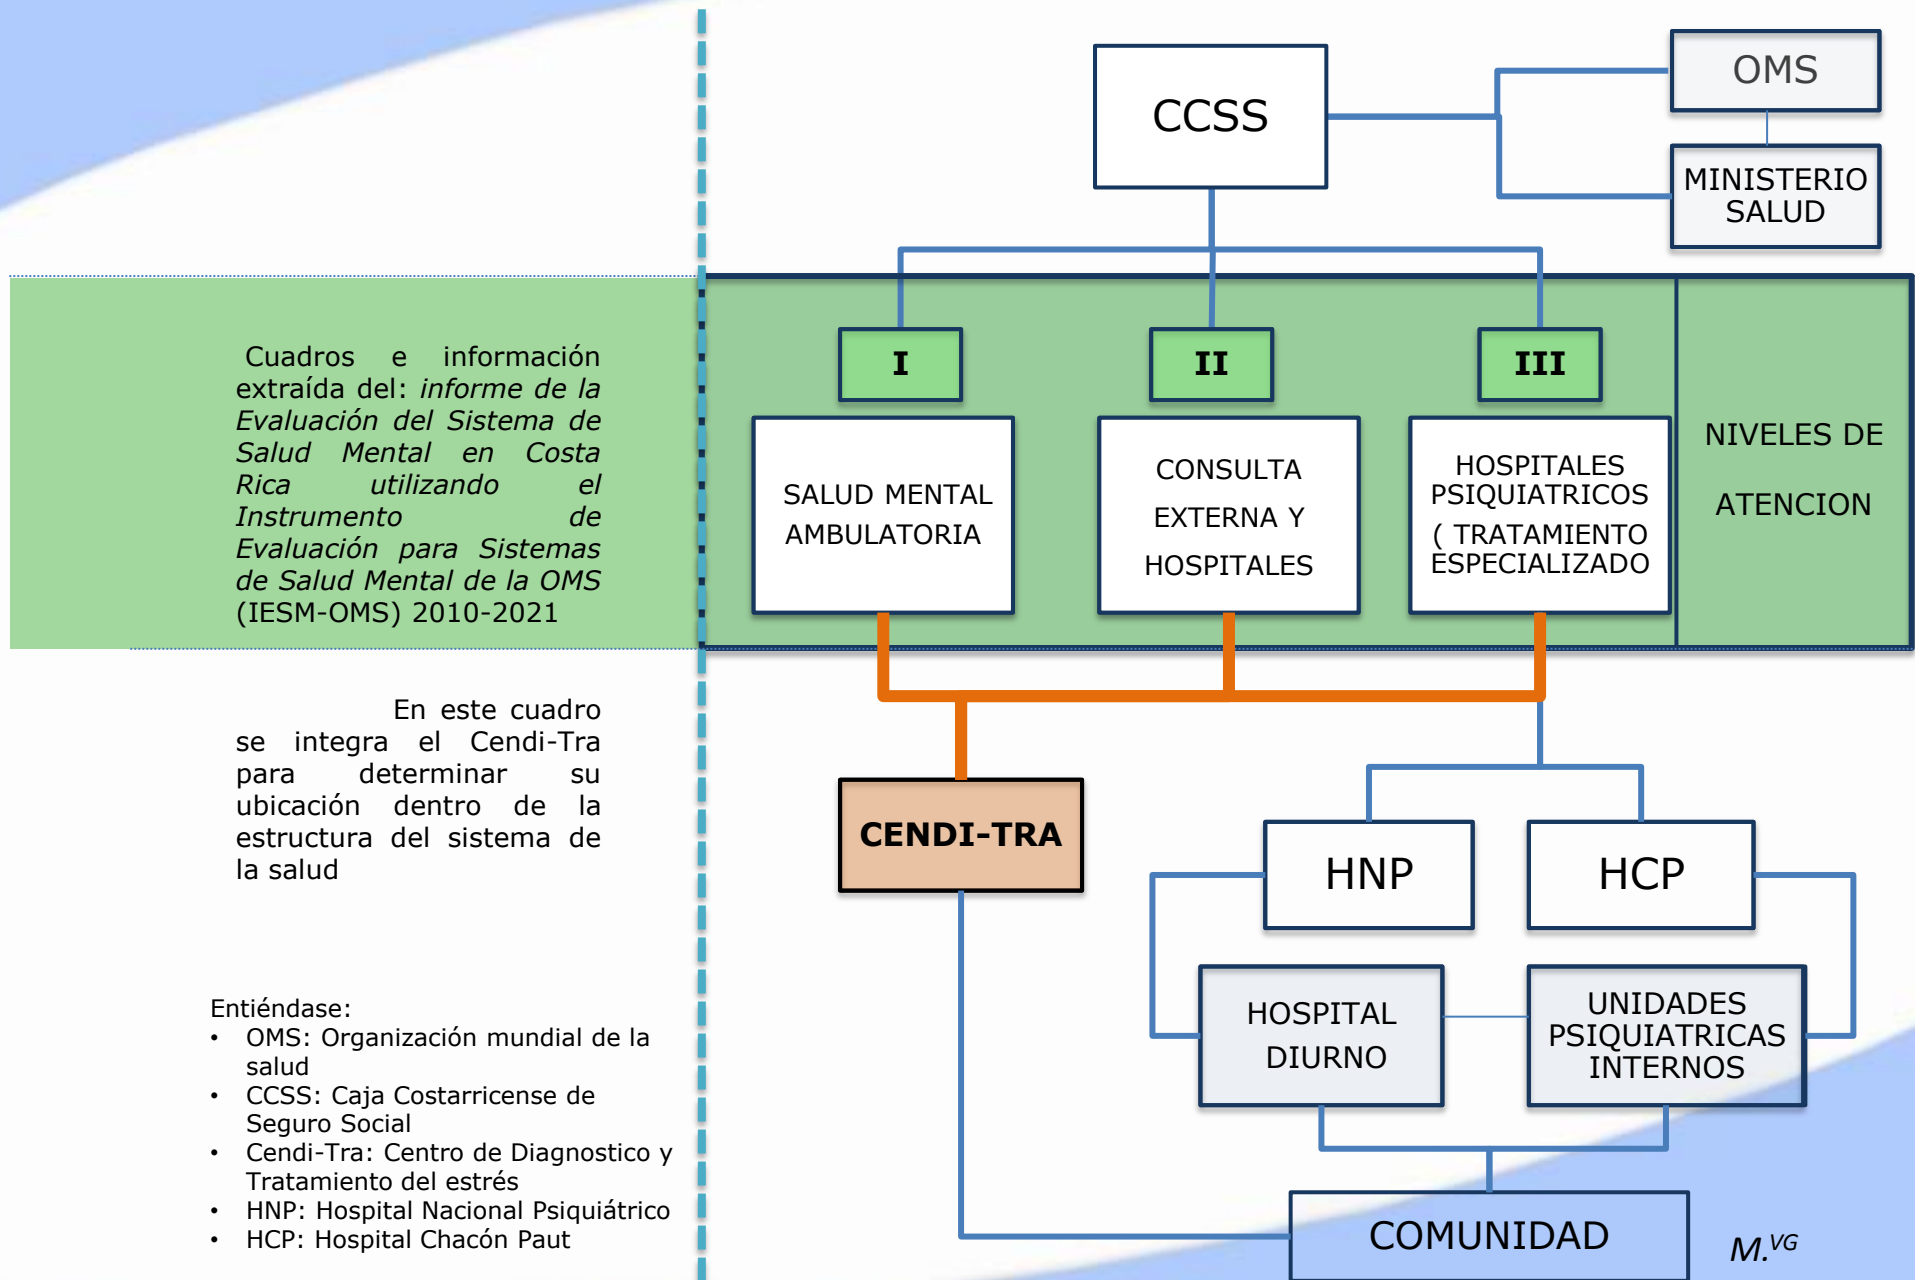 CCSS
OMS
MINISTERIO
SALUD
Cuadros e información
extraída del: informe de la
Evaluación del Sistema de
Salud Mental en Costa
Rica utilizando el
Instrumento de
Evaluación para Sistemas
de Salud Mental de la OMS
(IESM-OMS) 2010-2021
I
II
III
SALUD MENTAL
AMBULATORIA
CONSULTA
EXTERNA Y
HOSPITALES
HOSPITALES
PSIQUIATRICOS
( TRATAMIENTO
ESPECIALIZADO
NIVELES DE
ATENCION
En este cuadro
se integra el Cendi-Tra
para determinar su
ubicación dentro de la
estructura del sistema de
la salud
CENDI-TRA
HNP
HCP
HOSPITAL
DIURNO
UNIDADES
PSIQUIATRICAS
INTERNOS
Entiéndase:
• OMS: Organización mundial de la
salud
• CCSS: Caja Costarricense de
Seguro Social
• Cendi-Tra: Centro de Diagnostico y
Tratamiento del estrés
• HNP: Hospital Nacional Psiquiátrico
• HCP: Hospital Chacón Paut
COMUNIDAD
M.VG